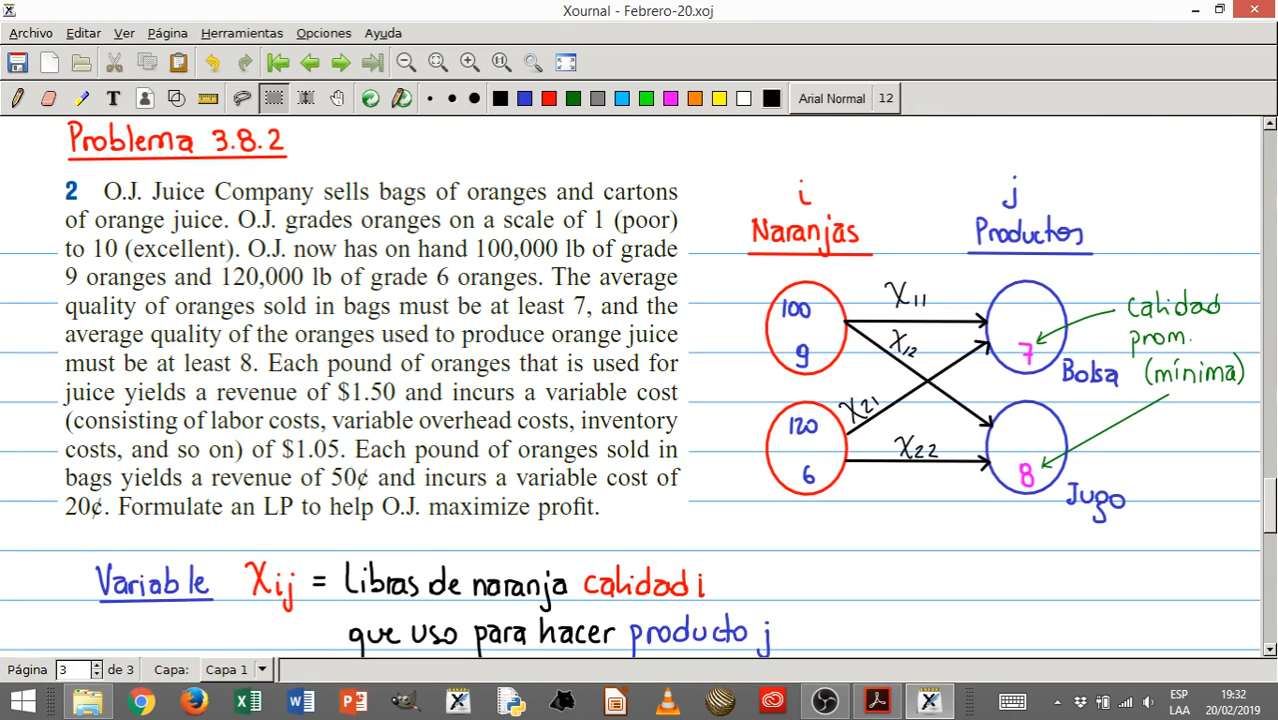 Xournal - Febrero-20.xoj
Archivo Editar Ver Página Herramientas Opciones Ayuda
T
Arial Normal 12
Problema 3.8.2
2 O.J. Juice Company sells bags of oranges and cartons
of orange juice. O.J. grades oranges on a scale of 1 (poor)
to 10 (excellent). O.J. now has on hand 100,000 lb of grade
9 oranges and 120,000 lb of grade 6 oranges. The average
quality of oranges sold in bags must be at least 7, and the
average quality of the oranges used to produce orange juice
must be at least 8. Each pound of oranges that is used for
juice yields a revenue of $1.50 and incurs a variable cost
(consisting of labor costs, variable overhead costs, inventory
costs, and so on) of $1.05. Each pound of oranges sold in
bags yields a revenue of 50¢ and incurs a variable cost of
20¢. Formulate an LP to help O.J. maximize profit.
i
Naranjas
j
Productos
100
9
120
6
X11
X12
X21
X22
7
Bolsa
8
Jugo
calidad
prom.
(mínima)
Variable Xij = Libras de naranja calidad i
que uso para hacer producto j
Página 3 de 3 Capa: Capa 1
ESP
LAA
19:32
20/02/2019